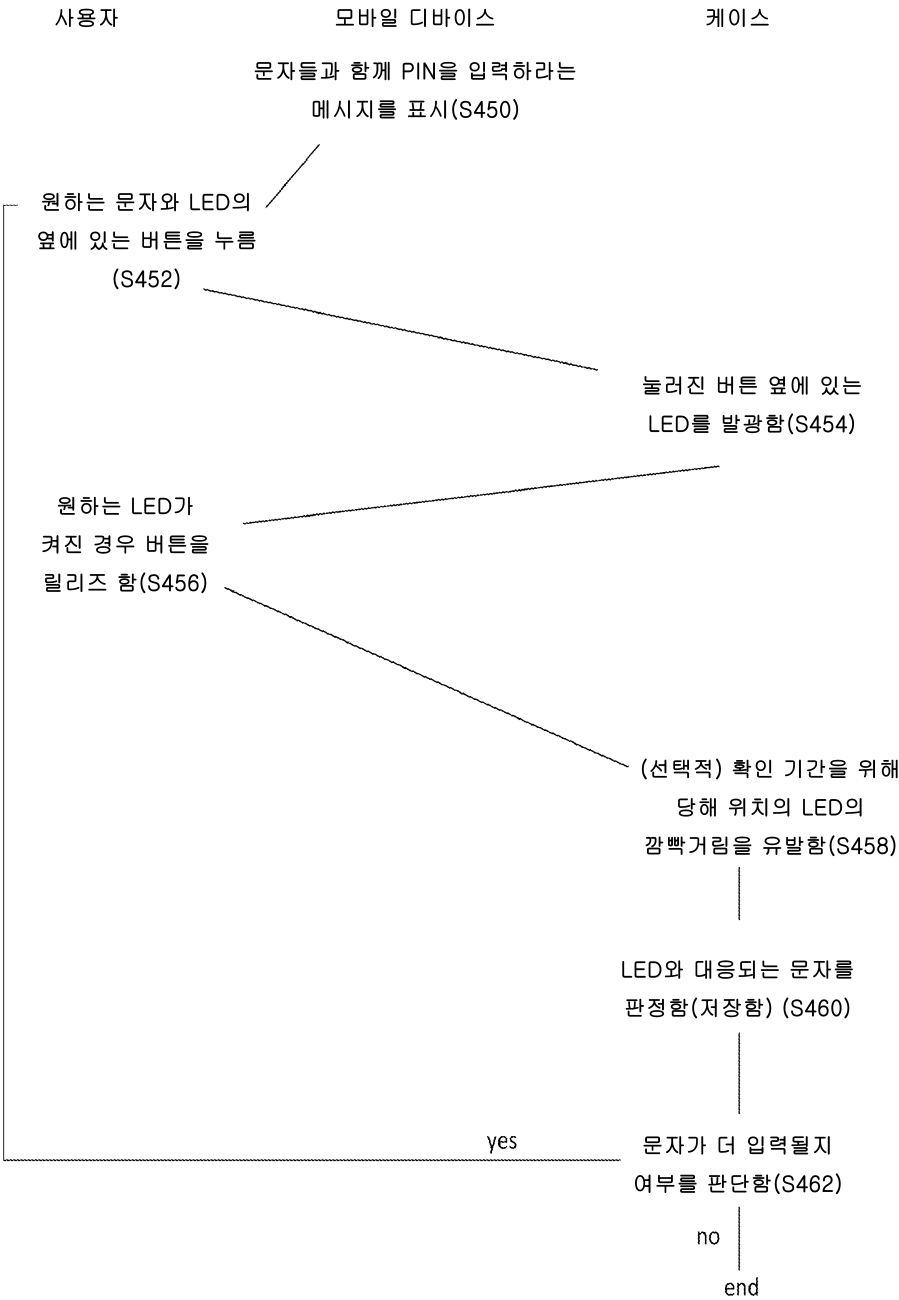 사용자
모바일 디바이스
케이스
문자들과 함께 PIN을 입력하라는
메시지를 표시(S450)
원하는 문자와 LED의
옆에 있는 버튼을 누름
(S452)
눌러진 버튼 옆에 있는
LED를 발광함(S454)
원하는 LED가
켜진 경우 버튼을
릴리즈 함(S456)
(선택적) 확인 기간을 위해
당해 위치의 LED의
깜빡거림을 유발함(S458)
LED와 대응되는 문자를
판정함(저장함) (S460)
문자가 더 입력될지
여부를 판단함(S462)
yes
no
end